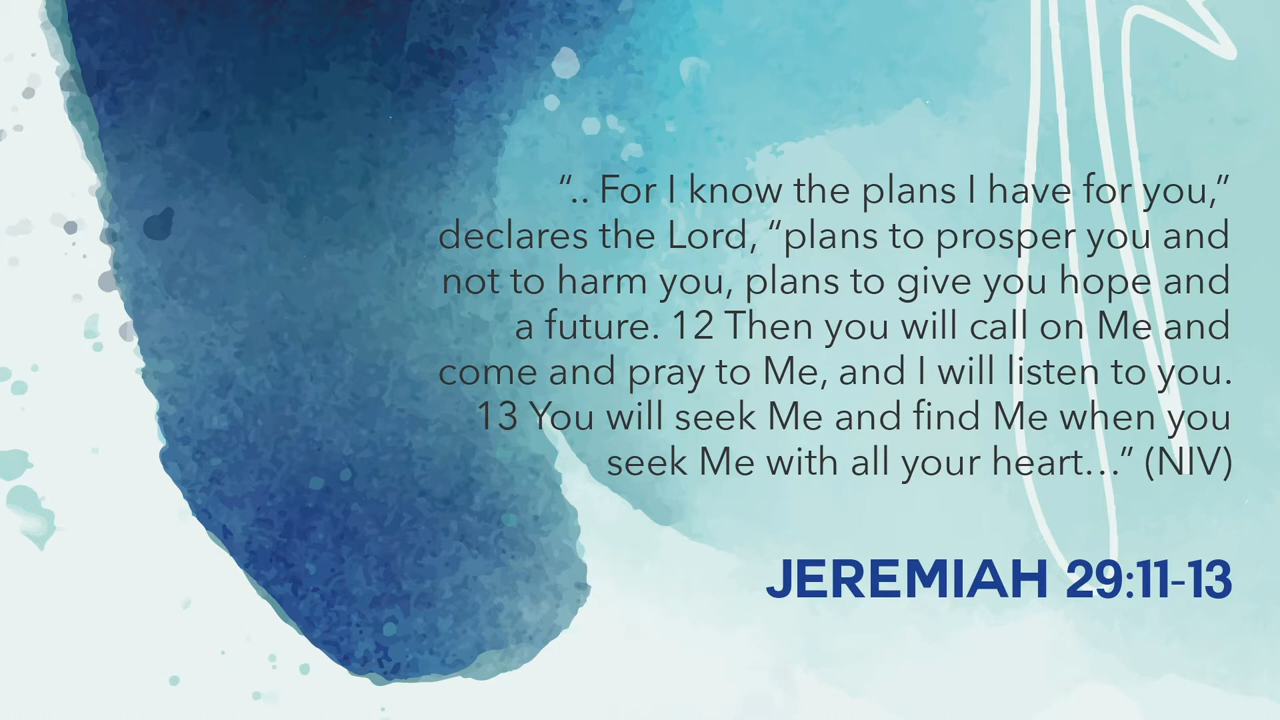 “.. For I know the plans I have for you,”
declares the Lord, “plans to prosper you and
not to harm you, plans to give you hope and
a future. 12 Then you will call on Me and
come and pray to Me, and I will listen to you.
13 You will seek Me and find Me when you
seek Me with all your heart…” (NIV)
JEREMIAH 29:11-13